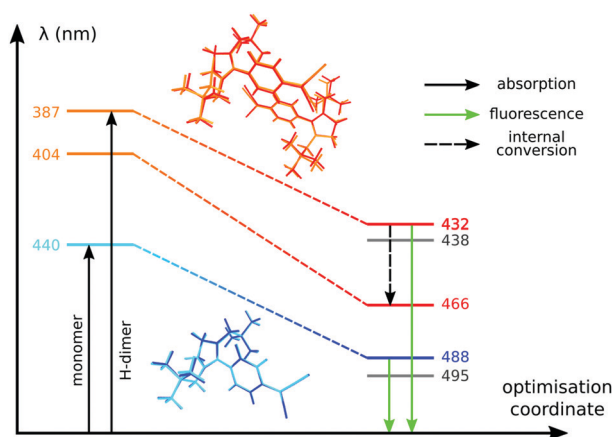 λ (nm)
absorption
fluorescence
internal
conversion
387
404
440
432
438
466
488
495
monomer
H-dimer
optimisation
coordinate